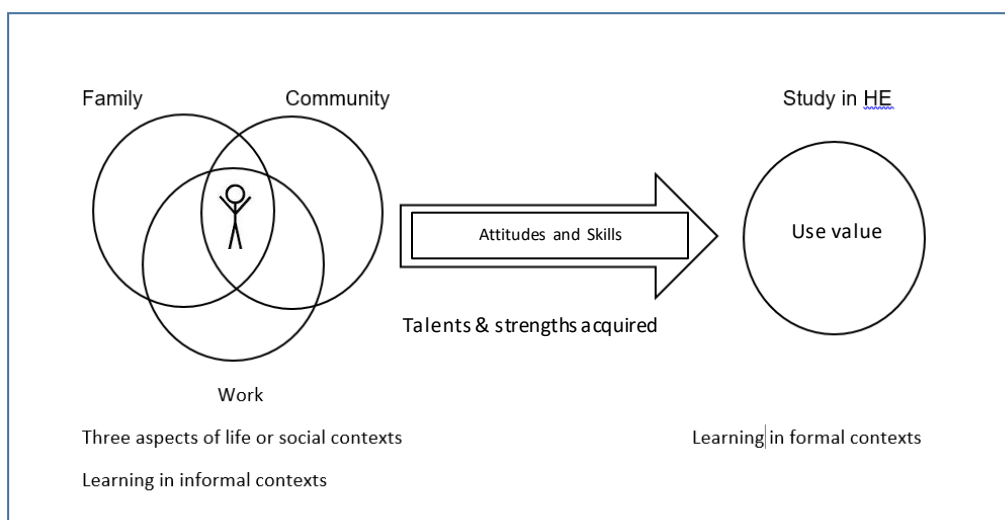 Family
Community
Study in HE
Attitudes and Skills
Use value
Talents & strengths acquired
Work
Three aspects of life or social contexts
Learning in formal contexts
Learning in informal contexts